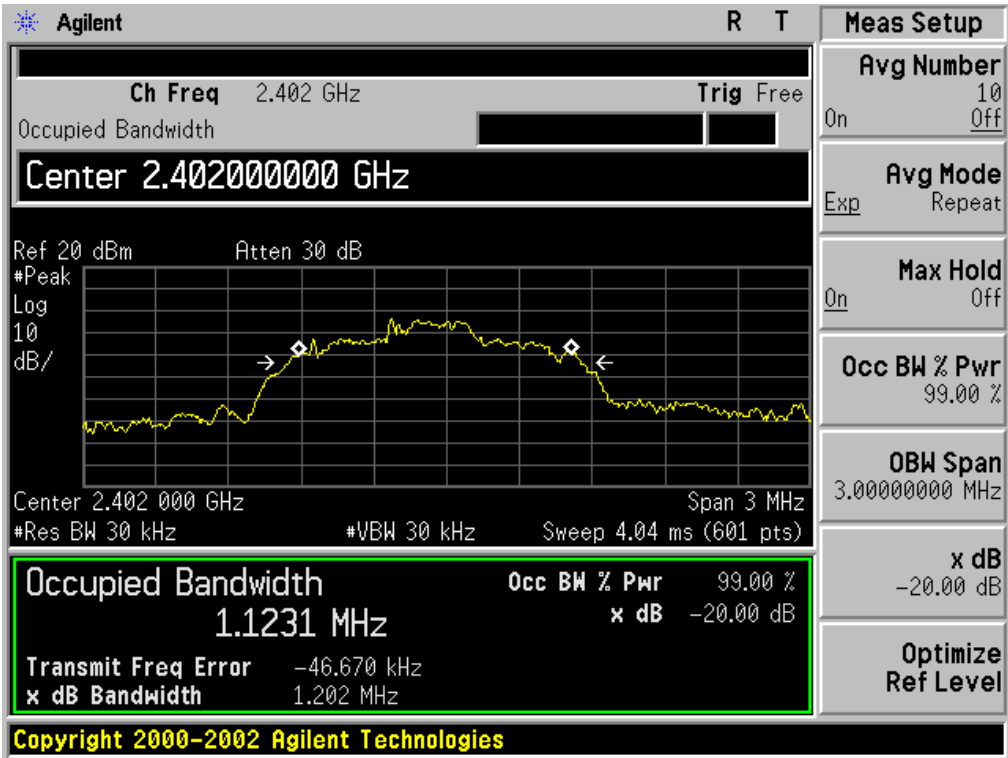 Agilent R T
Ch Freq 2.402 GHz Trig Free
Occupied Bandwidth
Center 2.402000000 GHz
Ref 20 dBm Atten 30 dB
#Peak
Log
10
dB/
Center 2.402 000 GHz Span 3 MHz
#Res BW 30 kHz #VBW 30 kHz Sweep 4.04 ms (601 pts)
Occupied Bandwidth Occ BW % Pwr 99.00 %
1.1231 MHz x dB -20.00 dB
Transmit Freq Error -46.670 kHz
x dB Bandwidth 1.202 MHz
Copyright 2000-2002 Agilent Technologies
Meas Setup
Avg Number
10
On Off
Avg Mode
Exp Repeat
Max Hold
On Off
Occ BW % Pwr
99.00 %
OBW Span
3.00000000 MHz
x dB
-20.00 dB
Optimize
Ref Level